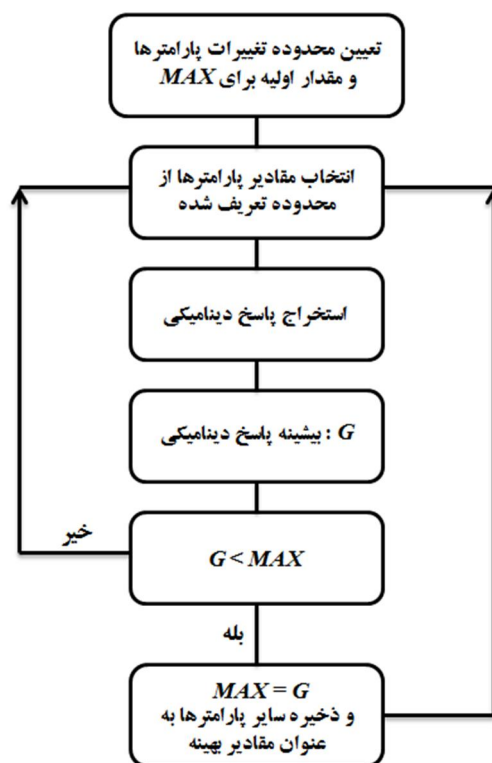 تعیین محدوده تغییرات پارامترها
و مقدار اولیه برای MAX
انتخاب مقادیر پارامترها از
محدوده تعریف شده
استخراج پاسخ دینامیکی
G : بیشینه پاسخ دینامیکی
خیر
G < MAX
بله
MAX = G
و ذخیره سایر پارامترها به
عنوان مقادیر بهینه